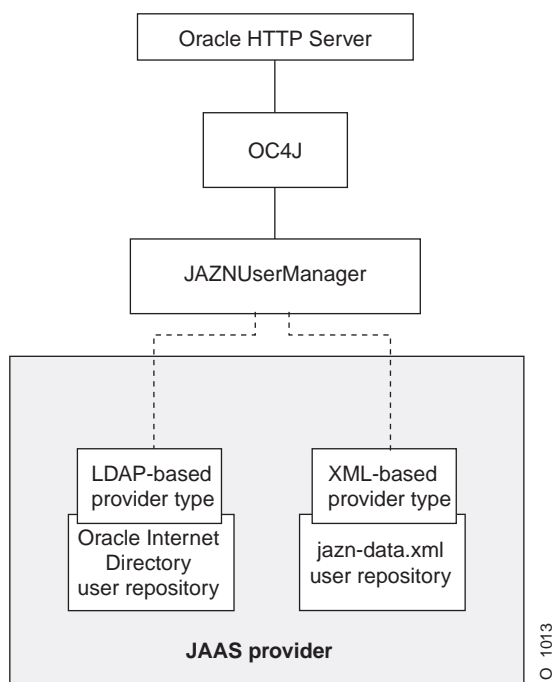 Oracle HTTP Server
OC4J
JAZNUserManager
LDAP-based
provider type
Oracle Internet
Directory
user repository
XML-based
provider type
jazn-data.xml
user repository
JAAS provider
O_1013